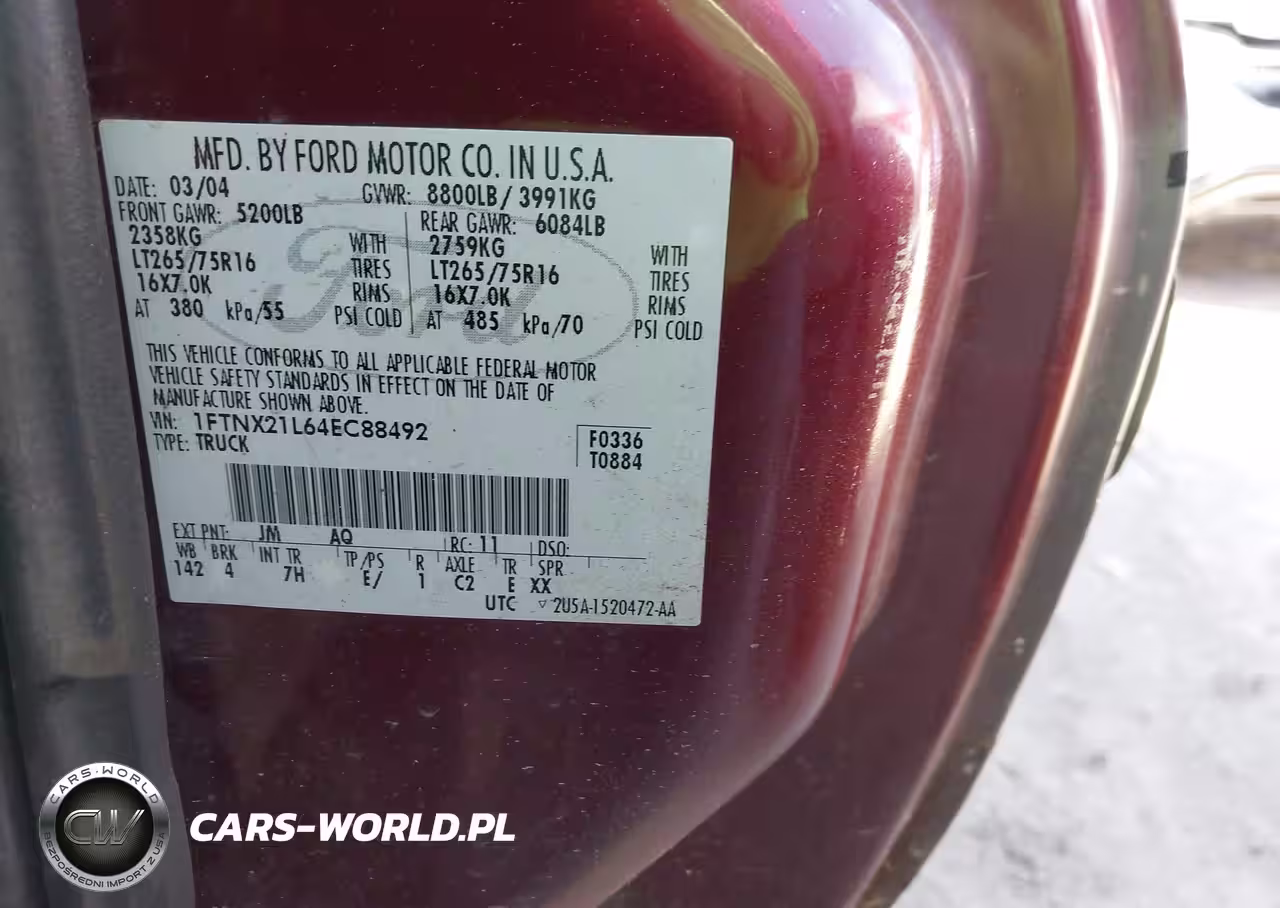 MFD. BY FORD MOTOR CO. IN U.S.A.
DATE: 03/04 GVWR: 8800LB/ 3991KG
FRONT GAWR: 5200LB REAR GAWR: 6084LB
2358KG WITH 2759KG WITH
LT265/75R16 TIRES LT265/75R16 TIRES
16X7.0K RIMS 16X7.0K RIMS
AT 380 kPa/55 PSI COLD AT 485 kPa/70 PSI COLD
Ford
THIS VEHICLE CONFORMS TO ALL APPLICABLE FEDERAL MOTOR
VEHICLE SAFETY STANDARDS IN EFFECT ON THE DATE OF
MANUFACTURE SHOWN ABOVE.
VIN: 1FTNX21L64EC88492
TYPE: TRUCK
F0336
T0884
EXT PNT: JM AQ RC: 11 DSO:
WB BRK INT TR TP/PS R AXLE TR SPR
142 4 7H E/ 1 C2 E XX
UTC ▽ 2U5A-1520472-AA
CARS-WORLD
CW
BEZPOŚREDNI IMPORT Z USA
CARS-WORLD.PL